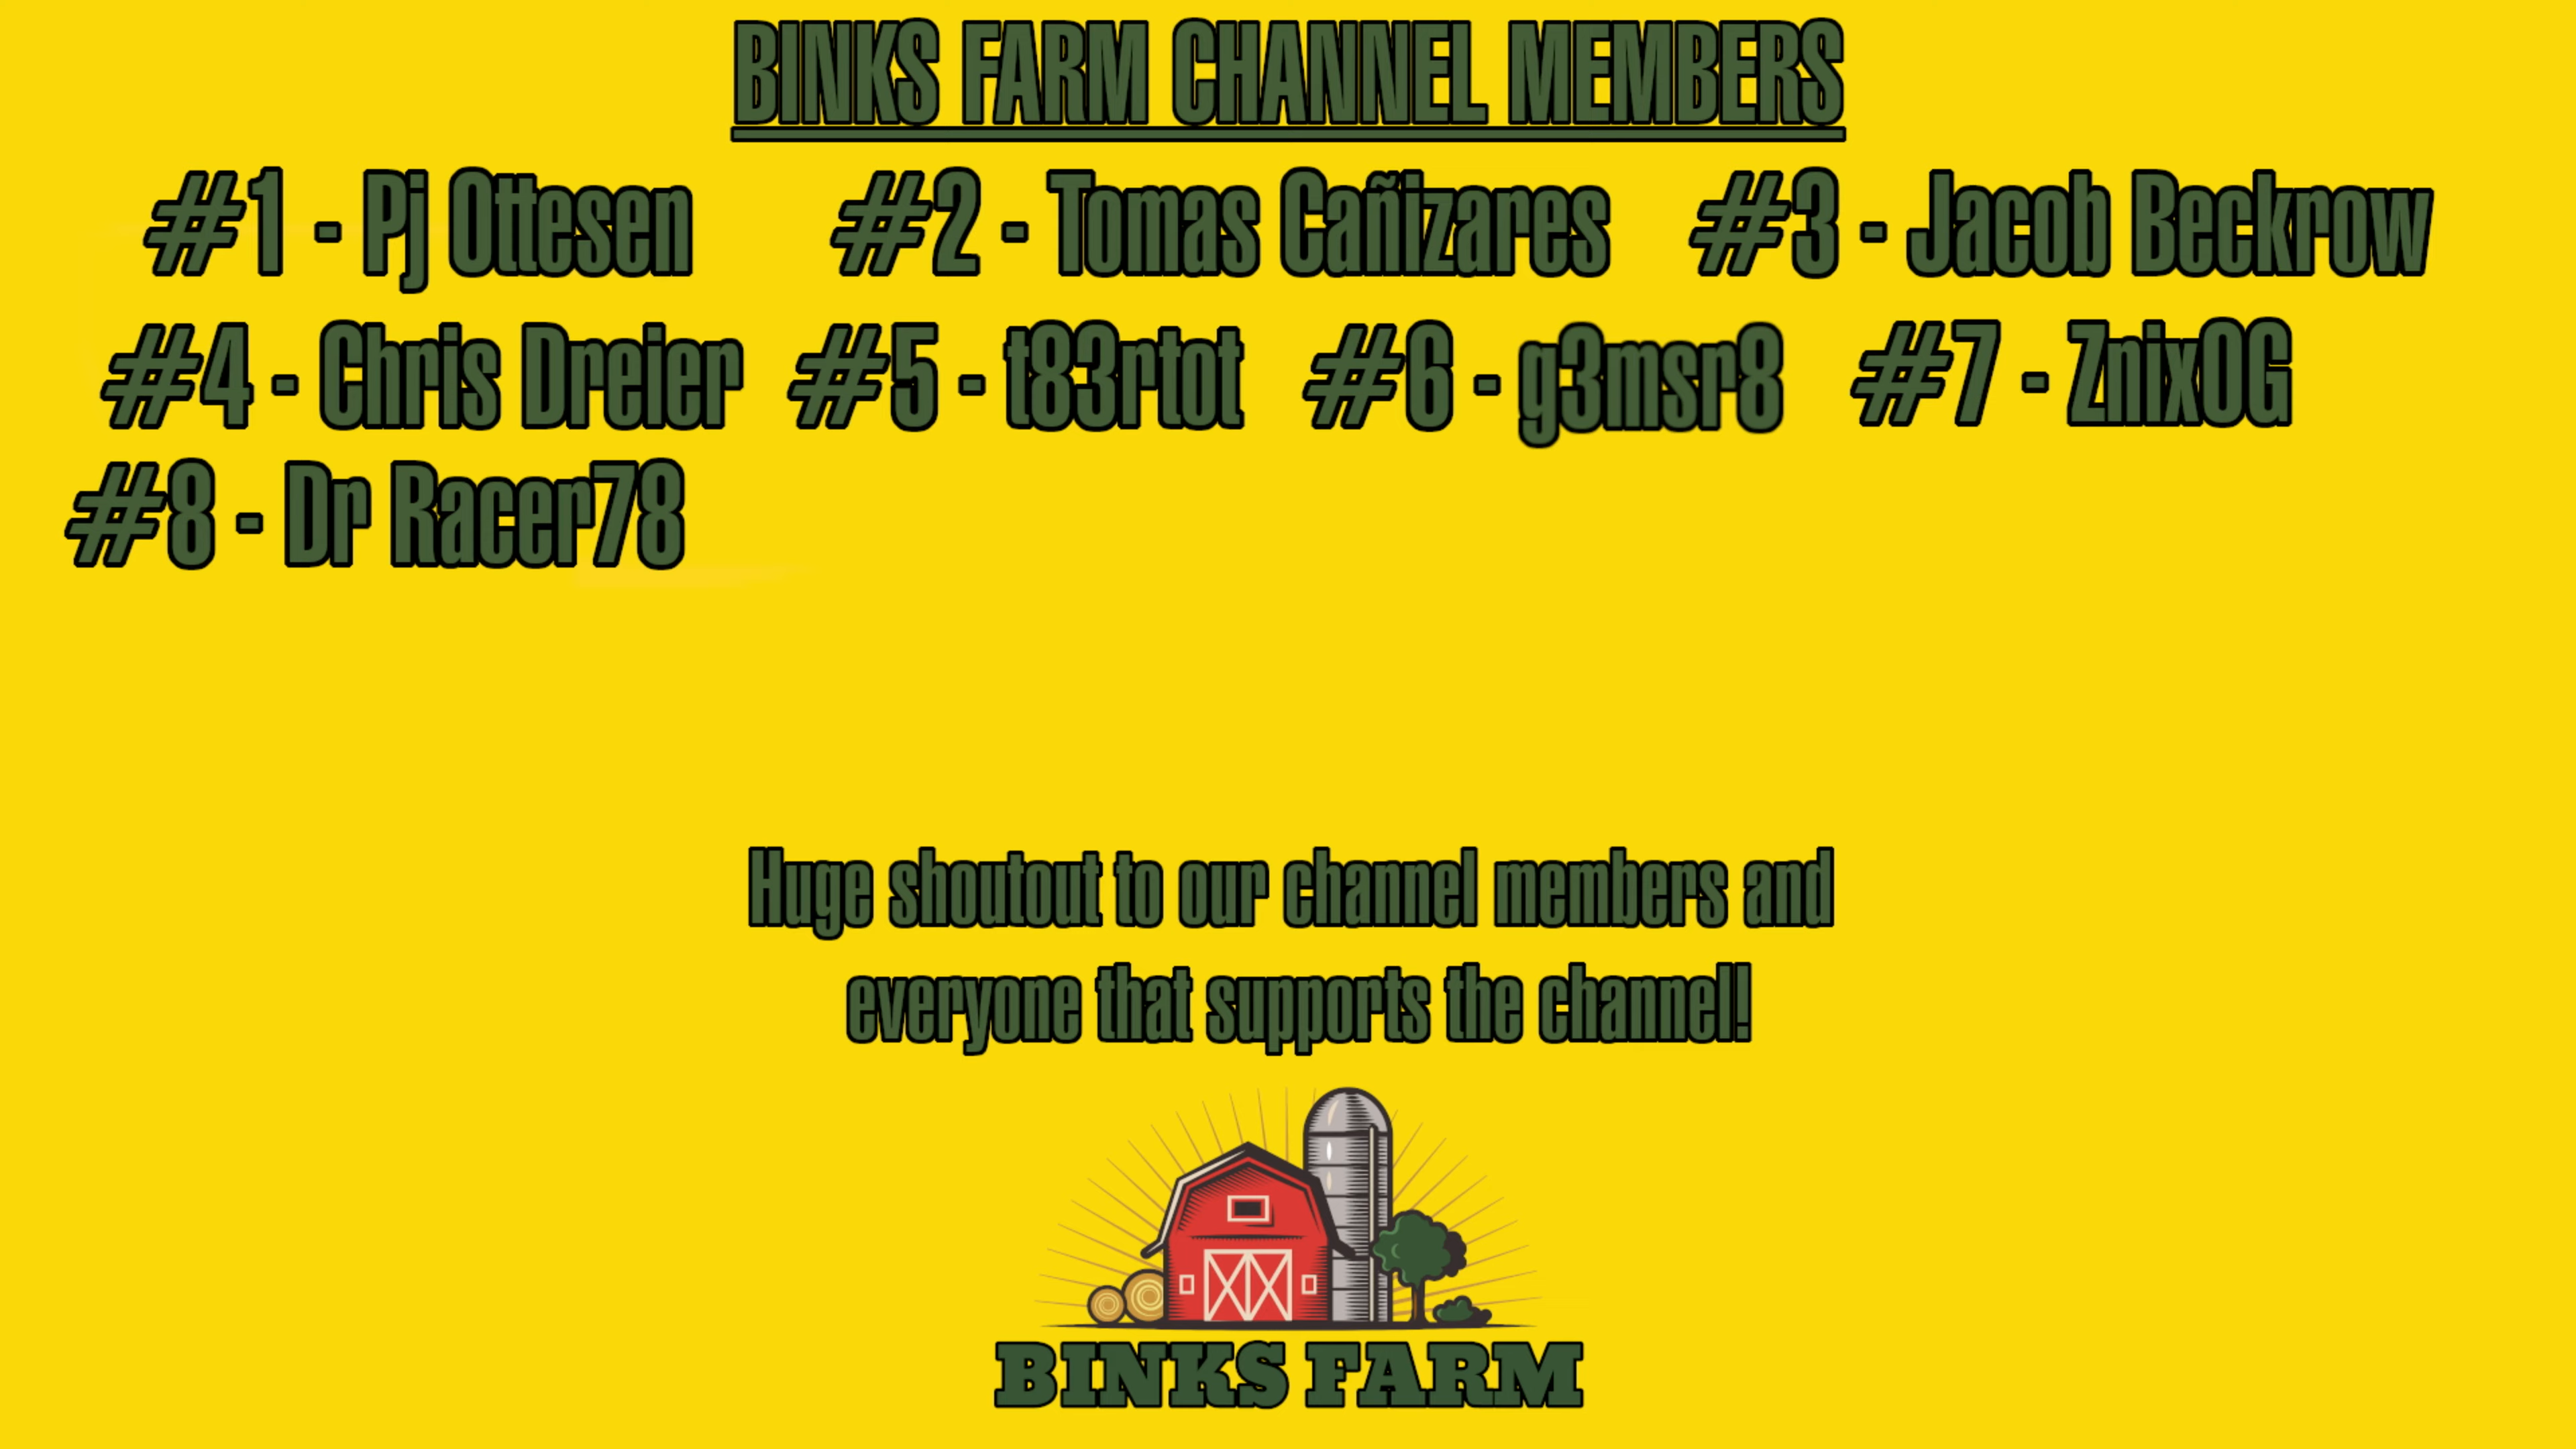 BINKS FARM CHANNEL MEMBERS
#1 - Pj Ottesen #2 - Tomas Cañizares #3 - Jacob Beckrow
#4 - Chris Dreier #5 - t83rtot #6 - g3msr8 #7 - ZnixOG
#8 - Dr Racer78
Huge shoutout to our channel members and
everyone that supports the channel!
BINKS FARM